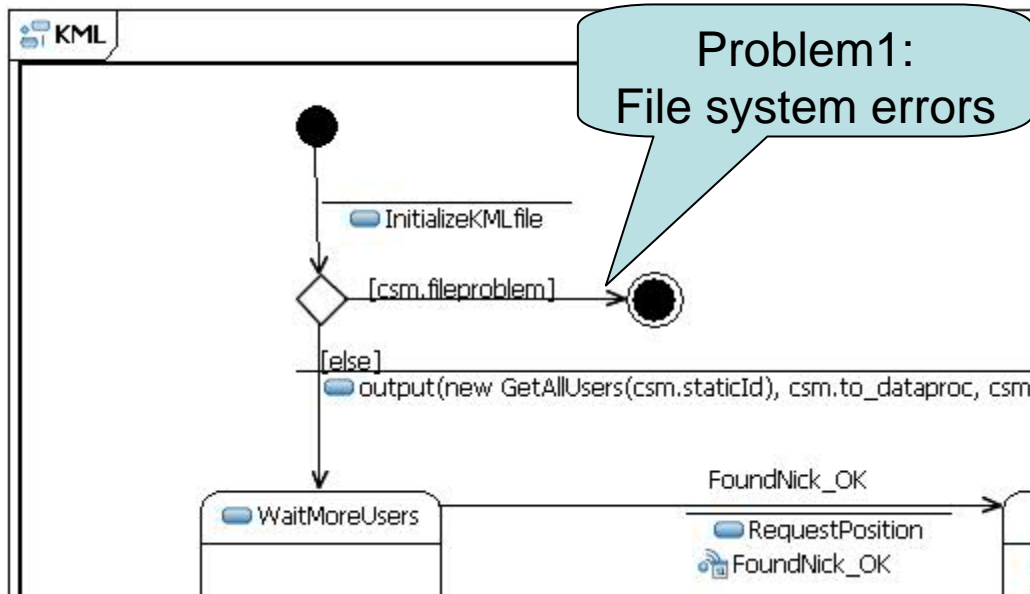 KML
Problem1:
File system errors
InitializeKMLfile
[csm.fileproblem]
[else]
output(new GetAllUsers(csm.staticId), csm.to_dataproc, csm
FoundNick_OK
WaitMoreUsers
RequestPosition
FoundNick_OK